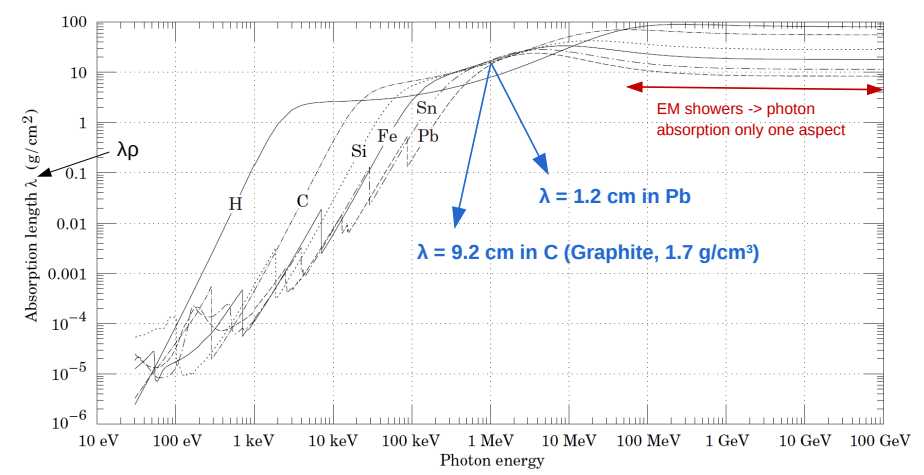 100
10
1
0.1
0.01
0.001
10⁻⁴
10⁻⁵
10⁻⁶
Absorption length λ (g/cm2)
λρ
H
C
Si
Fe
Sn
Pb
EM showers -> photon
absorption only one aspect
λ = 1.2 cm in Pb
λ = 9.2 cm in C (Graphite, 1.7 g/cm³)
10 eV 100 eV 1 keV 10 keV 100 keV 1 MeV 10 MeV 100 MeV 1 GeV 10 GeV 100 GeV
Photon energy